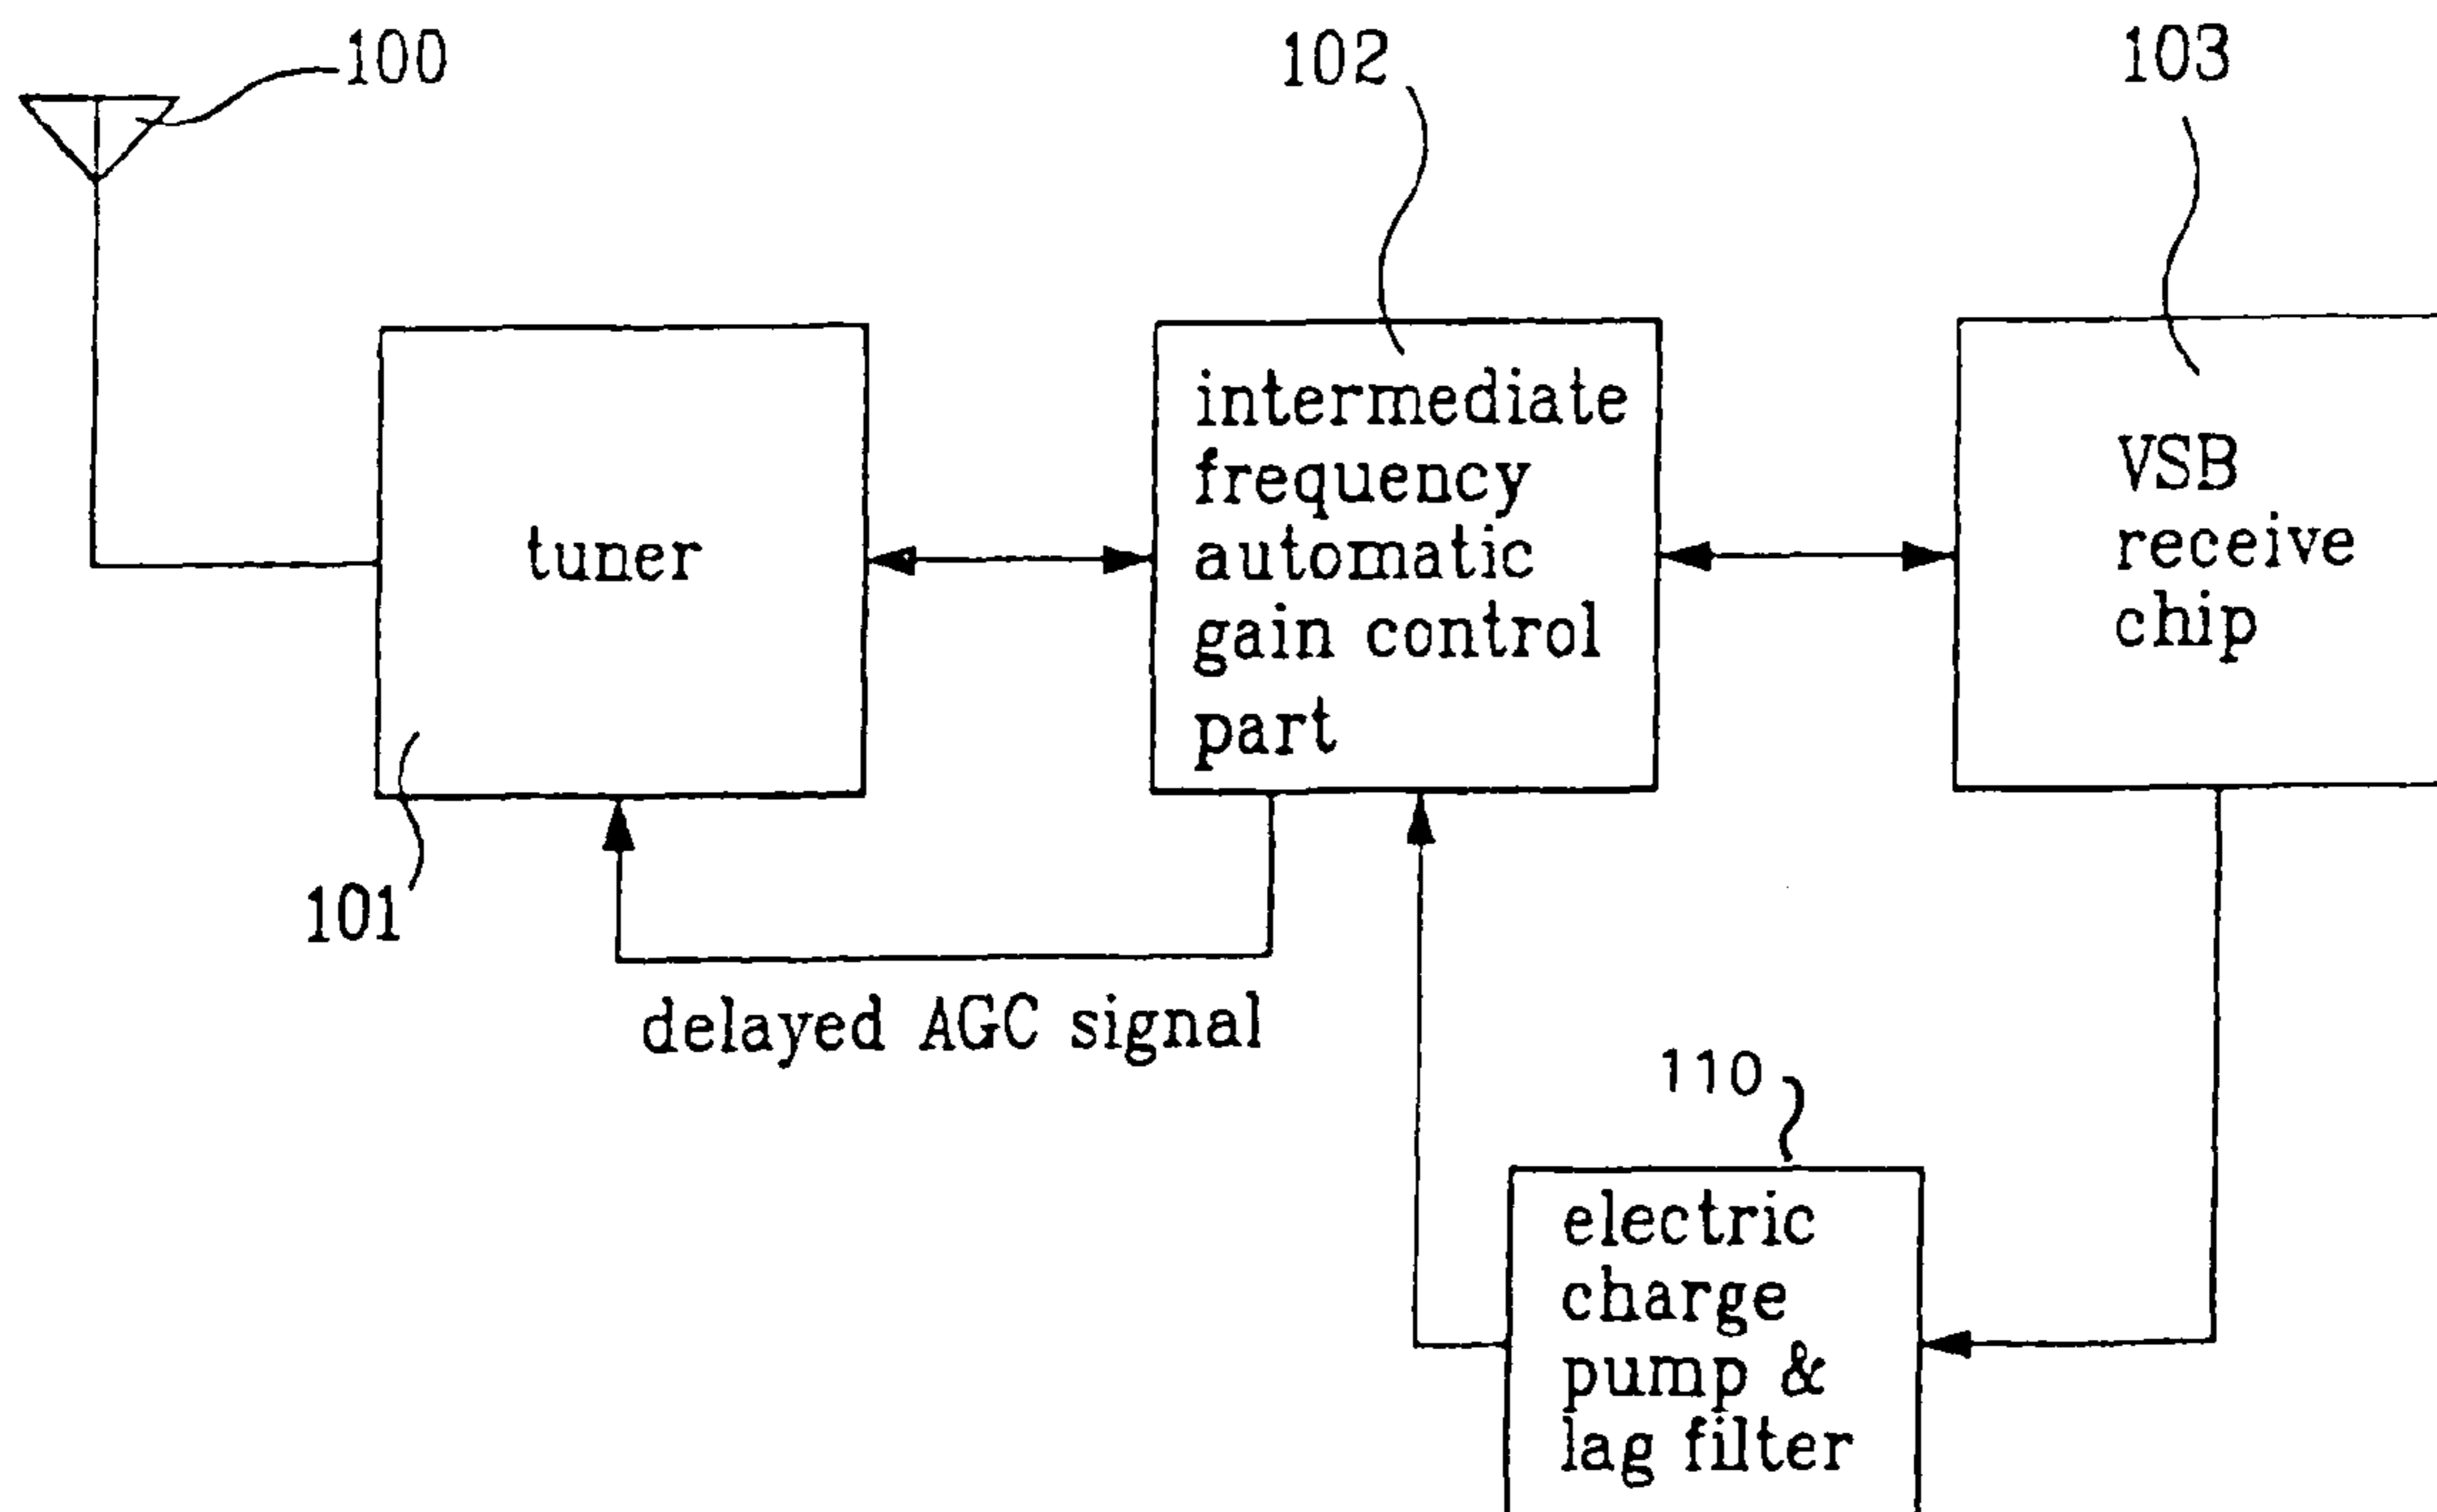 100
102
103
tuner
intermediate
frequency
automatic
gain control
part
VSB
receive
chip
101
delayed AGC signal
110
electric
charge
pump &
lag filter